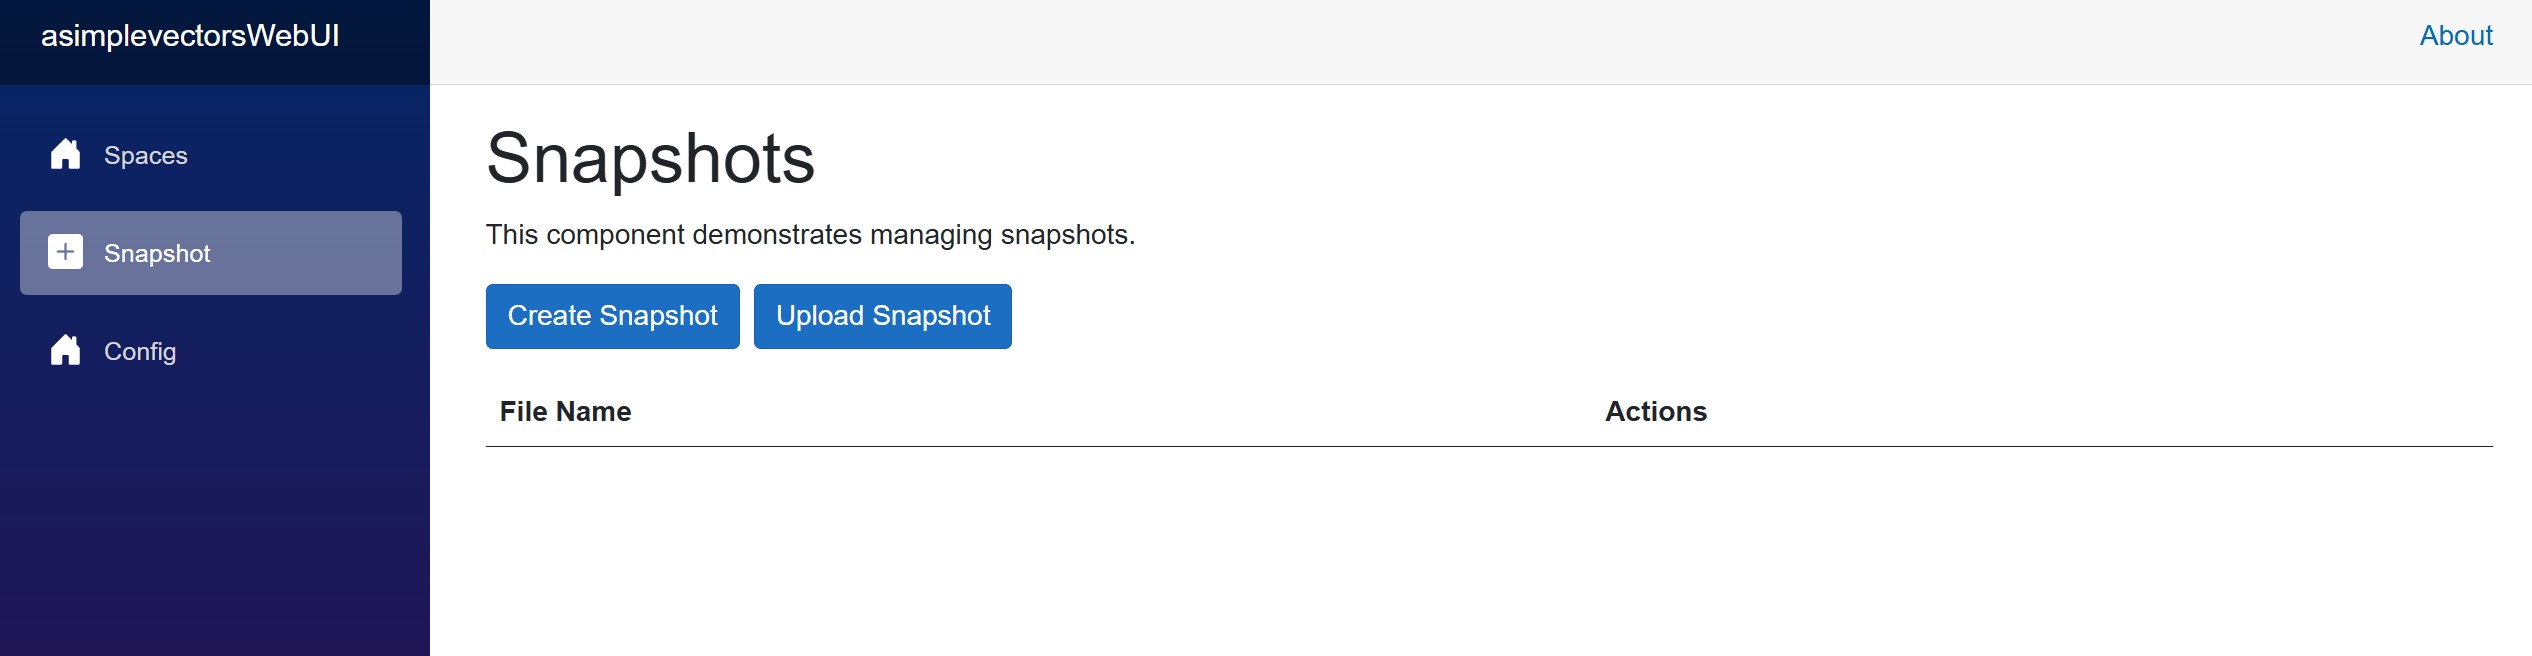 asimplevectorsWebUI
About
Spaces
Snapshot
Config
Snapshots
This component demonstrates managing snapshots.
Create Snapshot Upload Snapshot
File Name Actions